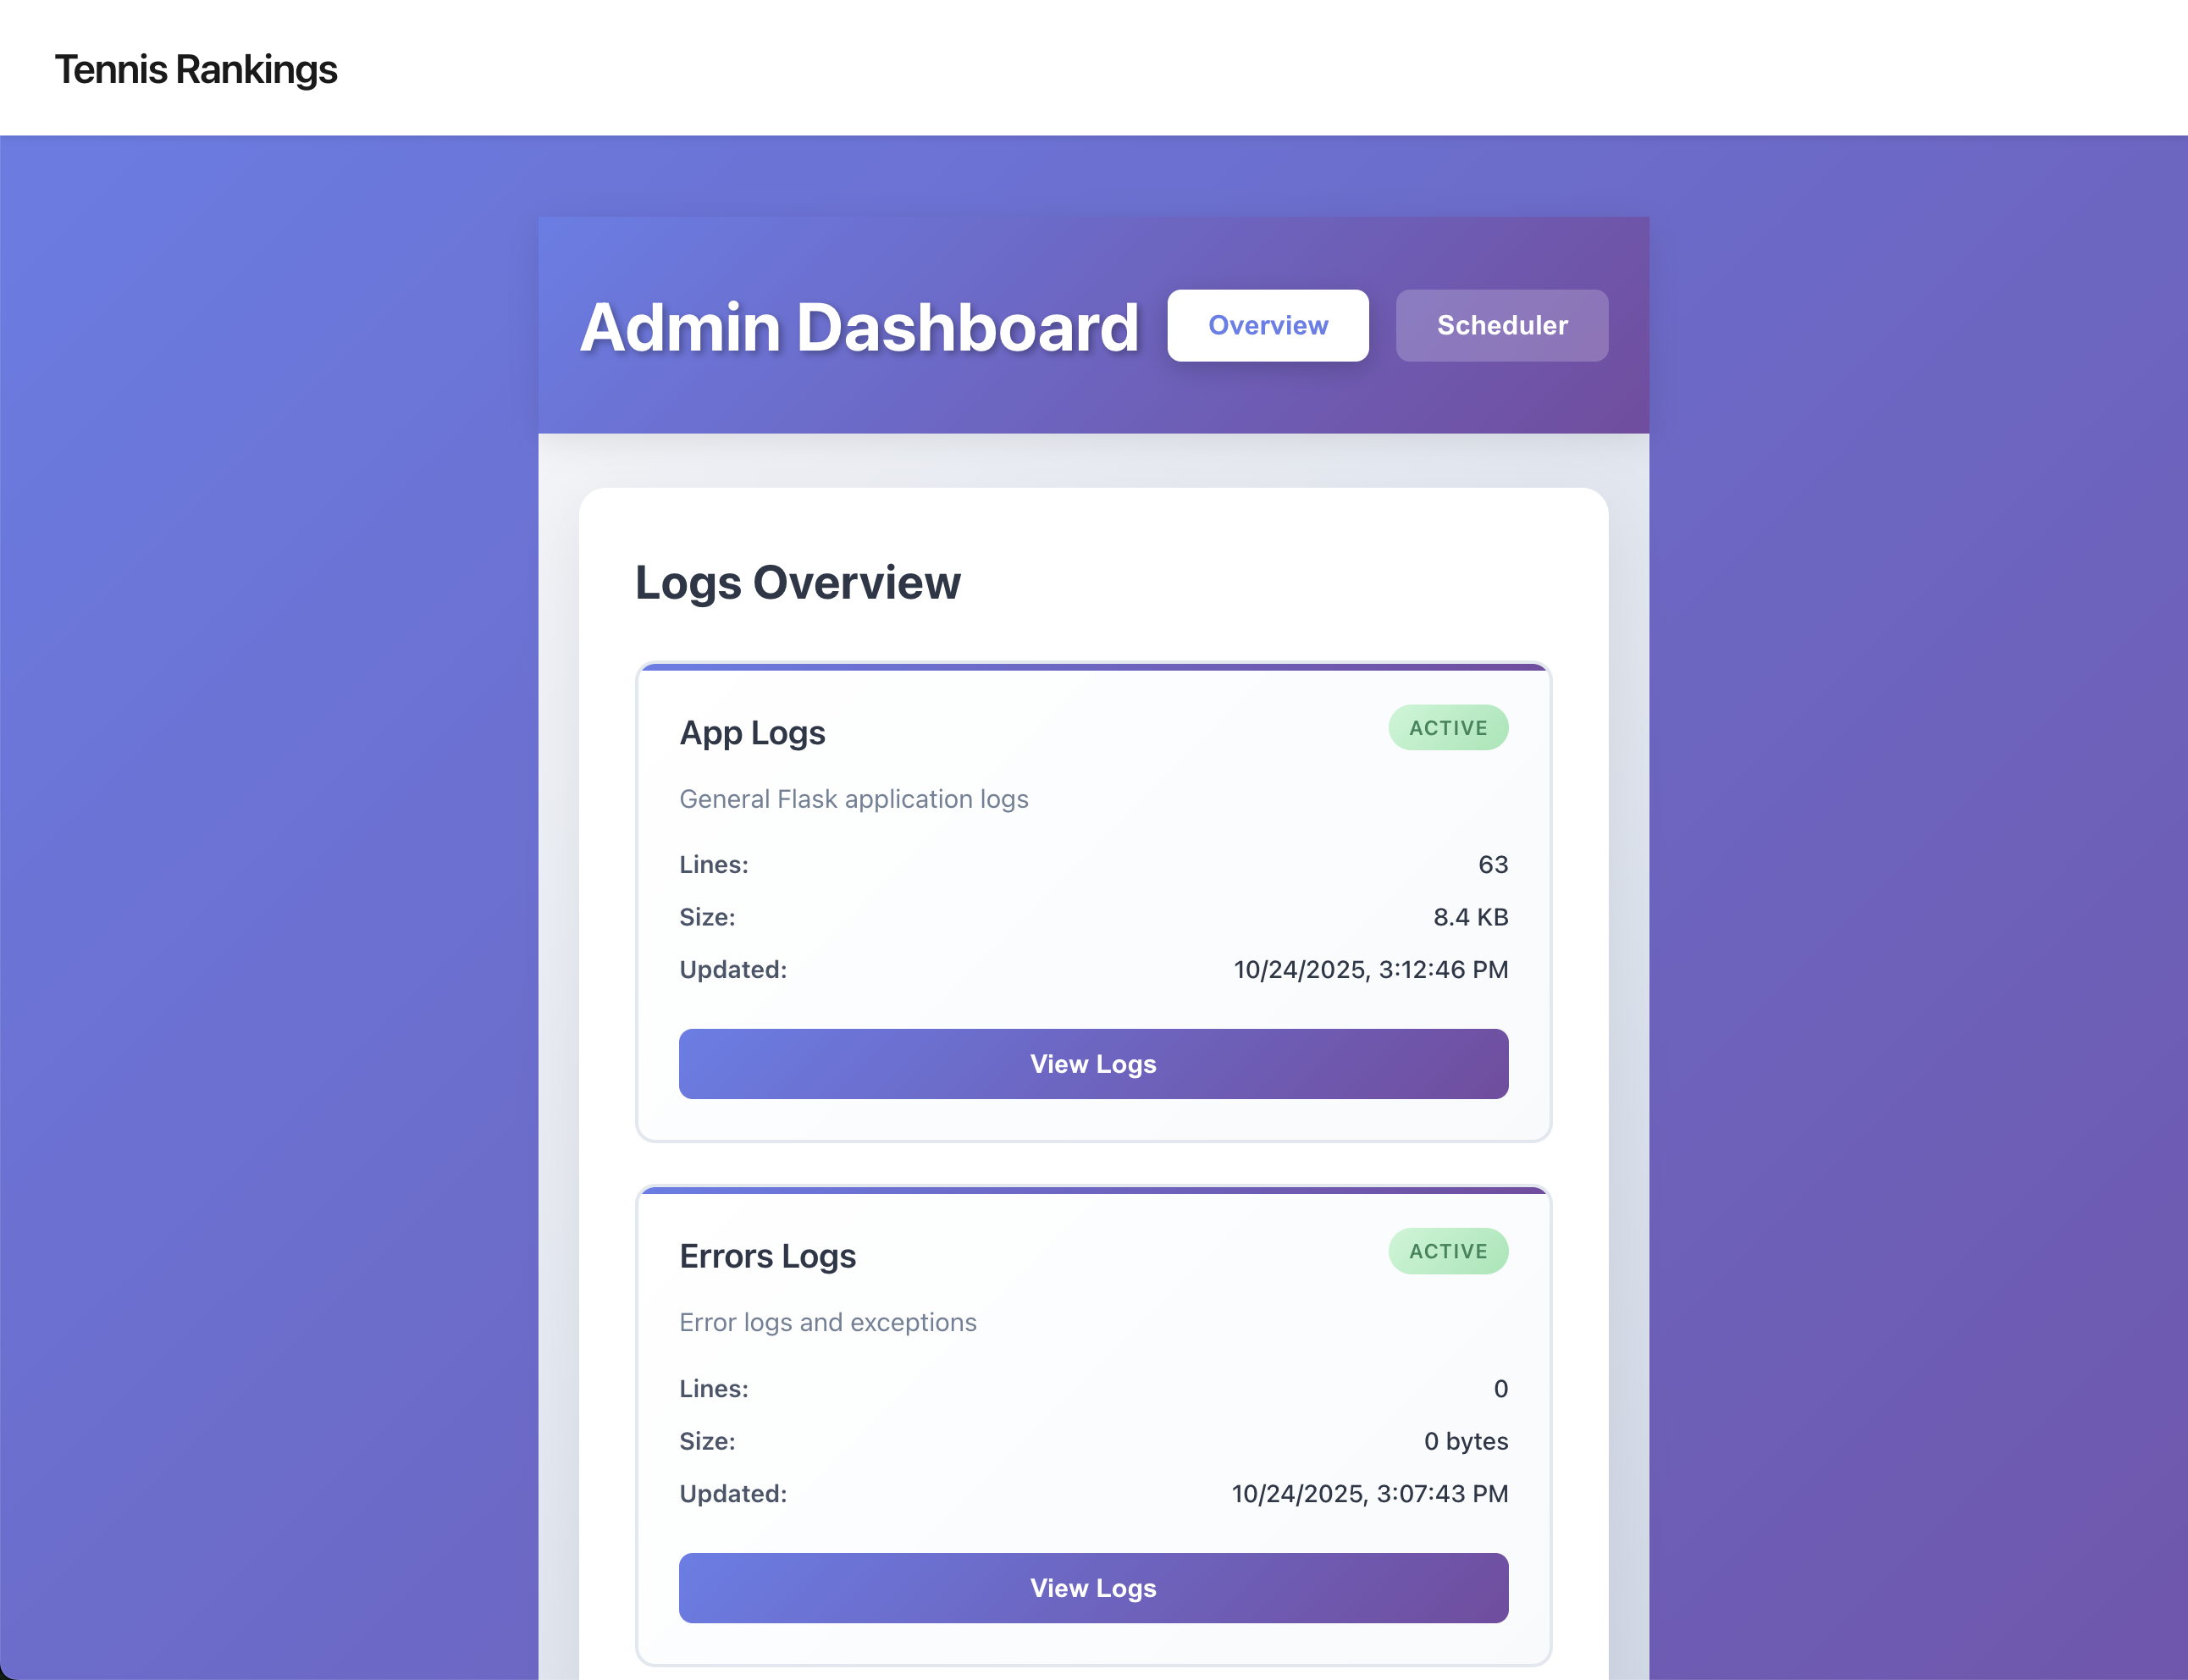 Tennis Rankings
Admin Dashboard
Overview
Scheduler
Logs Overview
App Logs
ACTIVE
General Flask application logs
Lines: 63
Size: 8.4 KB
Updated: 10/24/2025, 3:12:46 PM
View Logs
Errors Logs
ACTIVE
Error logs and exceptions
Lines: 0
Size: 0 bytes
Updated: 10/24/2025, 3:07:43 PM
View Logs